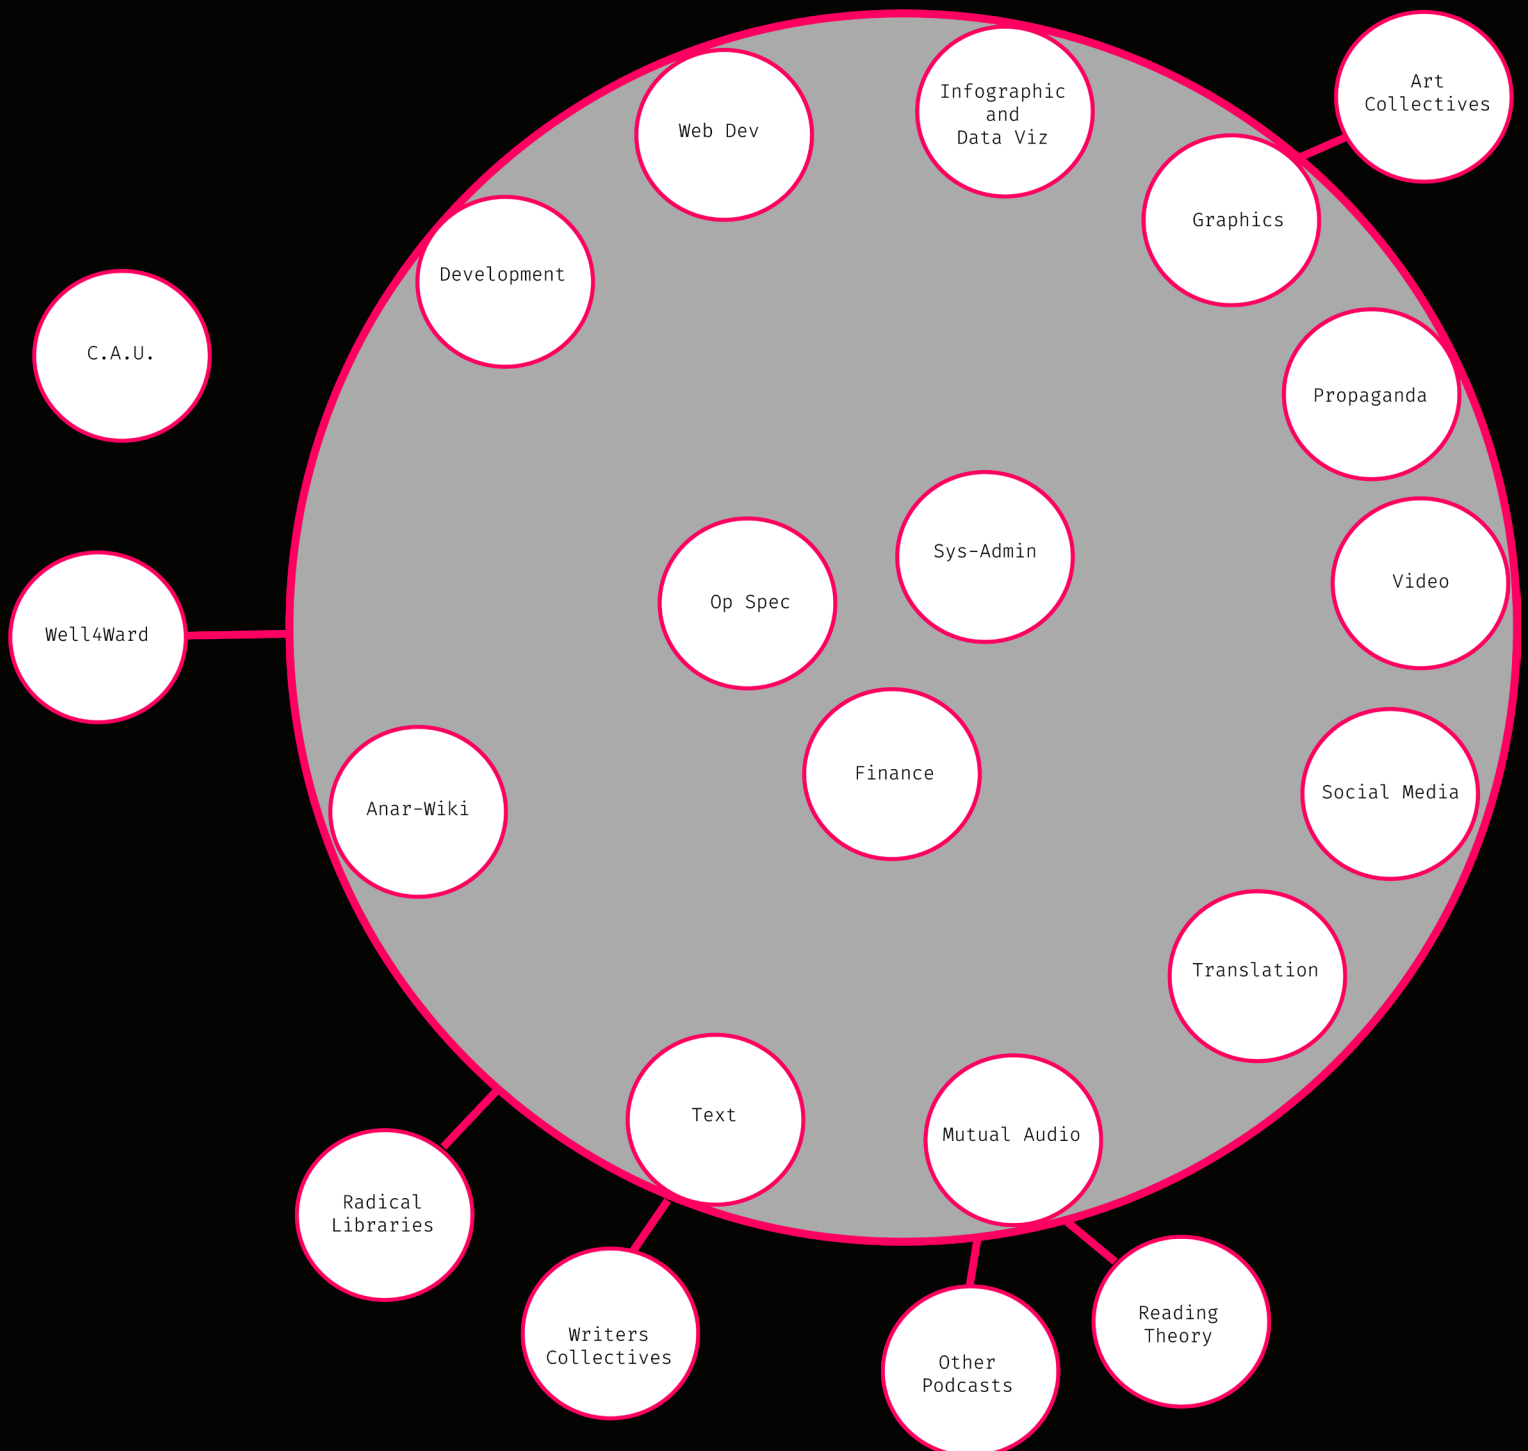 Art
Collectives
Infographic
and
Data Viz
Web Dev
Graphics
Development
C.A.U.
Propaganda
Sys-Admin
Video
Op Spec
Well4Ward
Finance
Social Media
Anar-Wiki
Translation
Text
Mutual Audio
Radical
Libraries
Writers
Collectives
Reading
Theory
Other
Podcasts